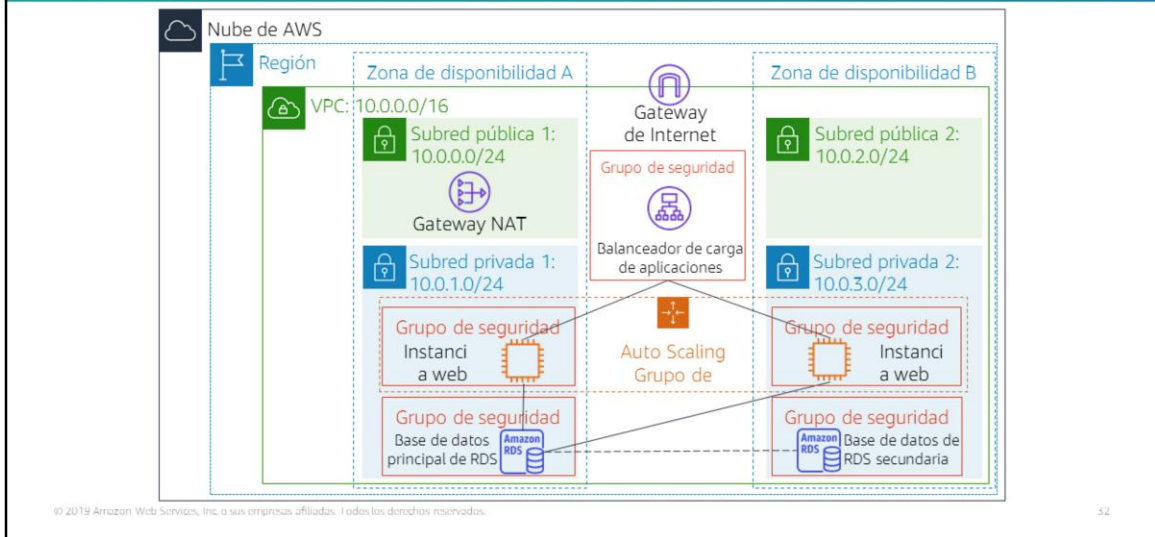 Nube de AWS
Región
Zona de disponibilidad A
Zona de disponibilidad B
VPC: 10.0.0.0/16
Gateway
de Internet
Subred pública 1:
10.0.0.0/24
Gateway NAT
Subred pública 2:
10.0.2.0/24
Grupo de seguridad
Balanceador de carga
de aplicaciones
Subred privada 1:
10.0.1.0/24
Subred privada 2:
10.0.3.0/24
Grupo de seguridad
Instanci
a web
Auto Scaling
Grupo de
Grupo de seguridad
Instanci
a web
Grupo de seguridad
Base de datos
principal de RDS
Amazon
RDS
Grupo de seguridad
Amazon
RDS
Base de datos de
RDS secundaria
© 2019 Amazon Web Services, Inc. o sus empresas afiliadas. Todos los derechos reservados.
32